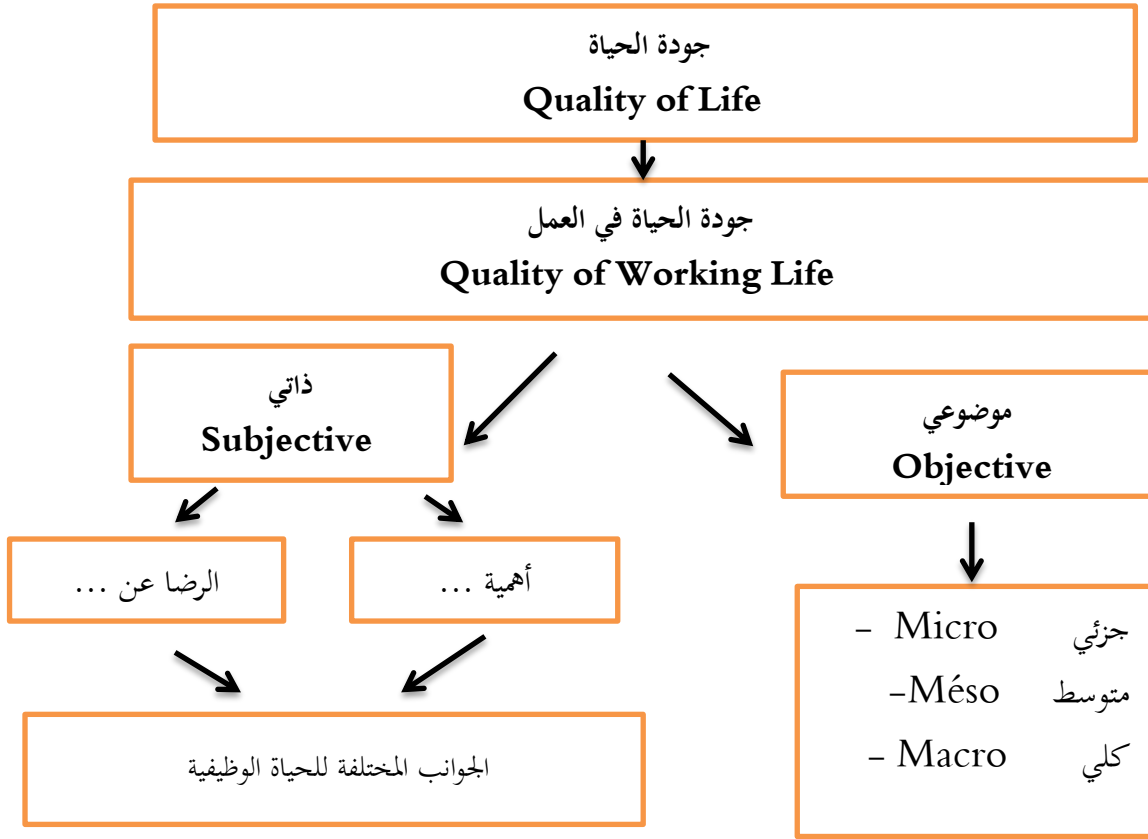 جودة الحياة
Quality of Life
جودة الحياة في العمل
Quality of Working Life
ذاتي
Subjective
موضوعي
Objective
الرضا عن ...
أهمية ...
جزئي Micro -
متوسط Méso-
كلي Macro -
الجوانب المختلفة للحياة الوظيفية